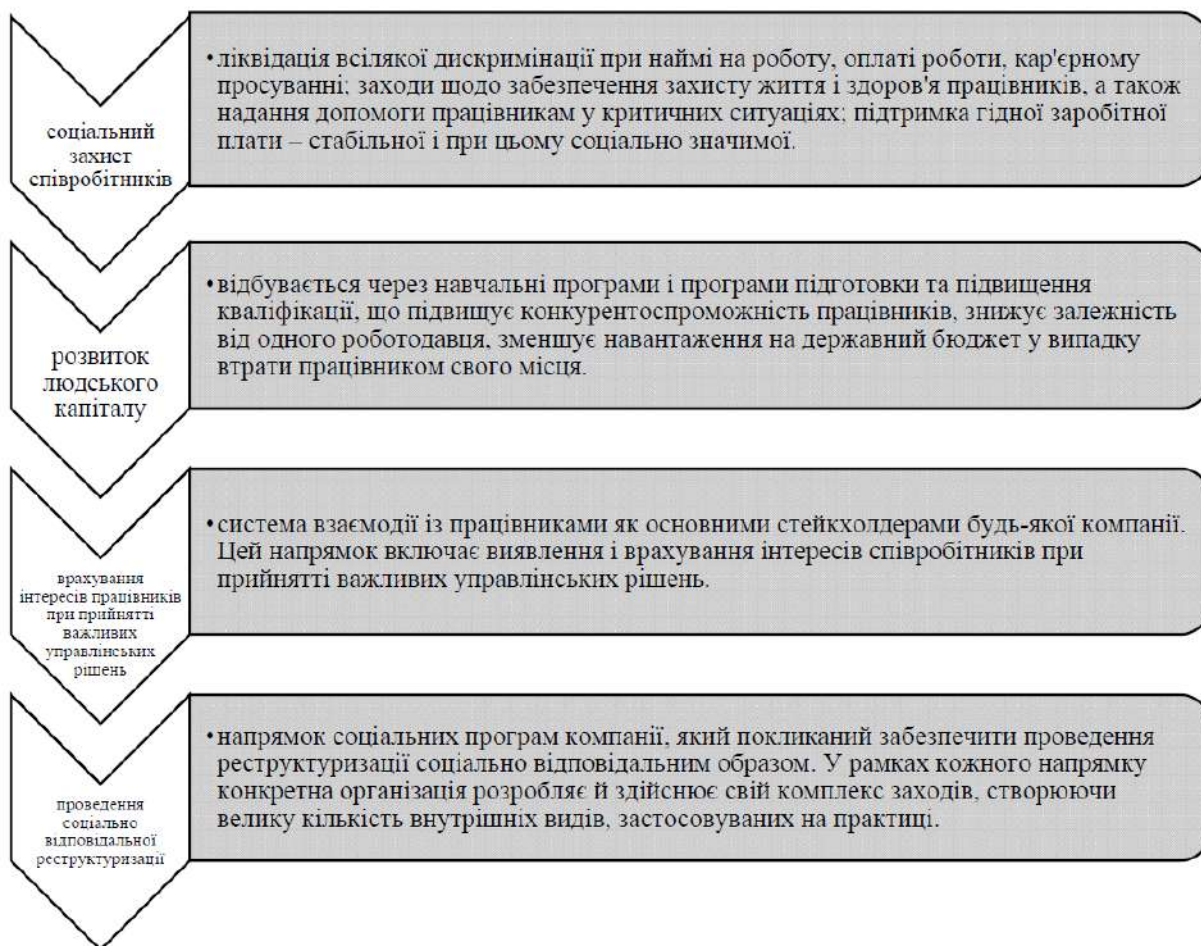 соціальний
захист
співробітників
•ліквідація всілякої дискримінації при наймі на роботу, оплаті роботи, кар'єрному
просуванні; заходи щодо забезпечення захисту життя і здоров'я працівників, а також
надання допомоги працівникам у критичних ситуаціях; підтримка гідної заробітної
плати – стабільної і при цьому соціально значимої.
розвиток
людського
капіталу
•відбувається через навчальні програми і програми підготовки та підвищення
кваліфікації, що підвищує конкурентоспроможність працівників, знижує залежність
від одного роботодавця, зменшує навантаження на державний бюджет у випадку
втрати працівником свого місця.
врахування
інтересів працівників
при прийнятті
важливих
управлінських
рішень
•система взаємодії із працівниками як основними стейкхолдерами будь-якої компанії.
Цей напрямок включає виявлення і врахування інтересів співробітників при
прийнятті важливих управлінських рішень.
проведення
соціально
відповідальної
реструктуризації
•напрямок соціальних програм компанії, який покликаний забезпечити проведення
реструктуризації соціально відповідальним образом. У рамках кожного напрямку
конкретна організація розробляє й здійснює свій комплекс заходів, створюючи
велику кількість внутрішніх видів, застосовуваних на практиці.